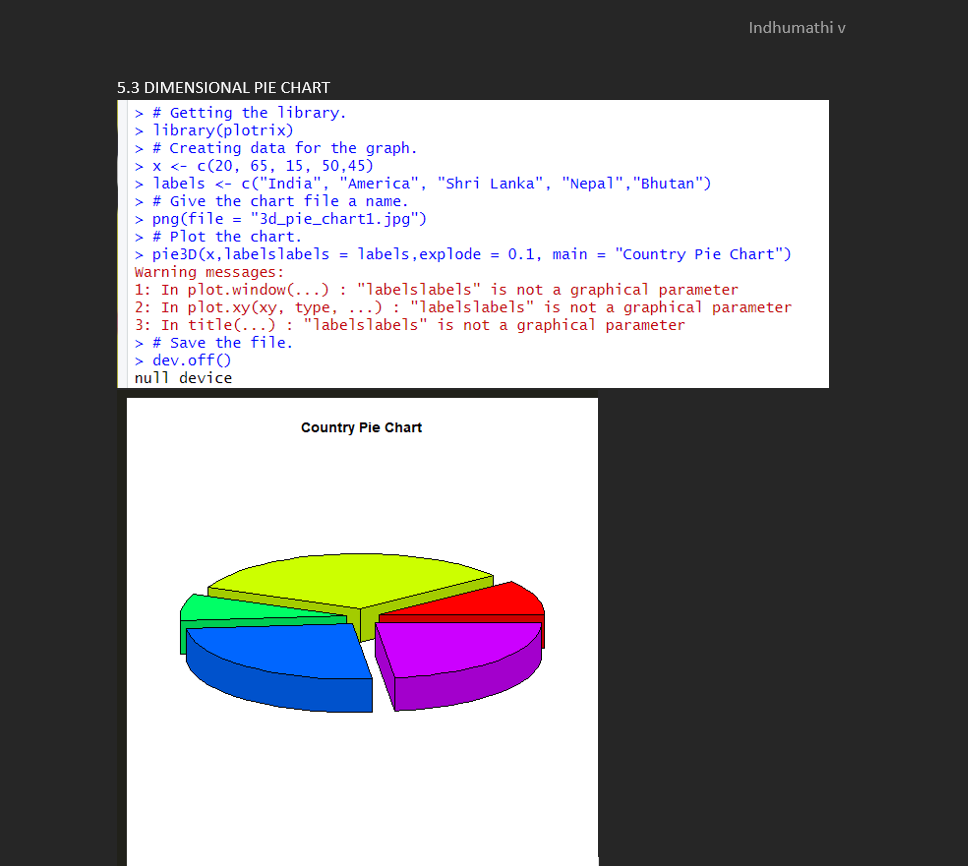 Indhumathi v
5.3 DIMENSIONAL PIE CHART
> # Getting the library.
> library(plotrix)
> # Creating data for the graph.
> x <- c(20, 65, 15, 50,45)
> labels <- c("India", "America", "Shri Lanka", "Nepal","Bhutan")
> # Give the chart file a name.
> png(file = "3d_pie_chart1.jpg")
> # Plot the chart.
> pie3D(x,labelslabels = labels,explode = 0.1, main = "Country Pie Chart")
Warning messages:
1: In plot.window(...) : "labelslabels" is not a graphical parameter
2: In plot.xy(xy, type, ...) : "labelslabels" is not a graphical parameter
3: In title(...) : "labelslabels" is not a graphical parameter
> # Save the file.
> dev.off()
null device
Country Pie Chart